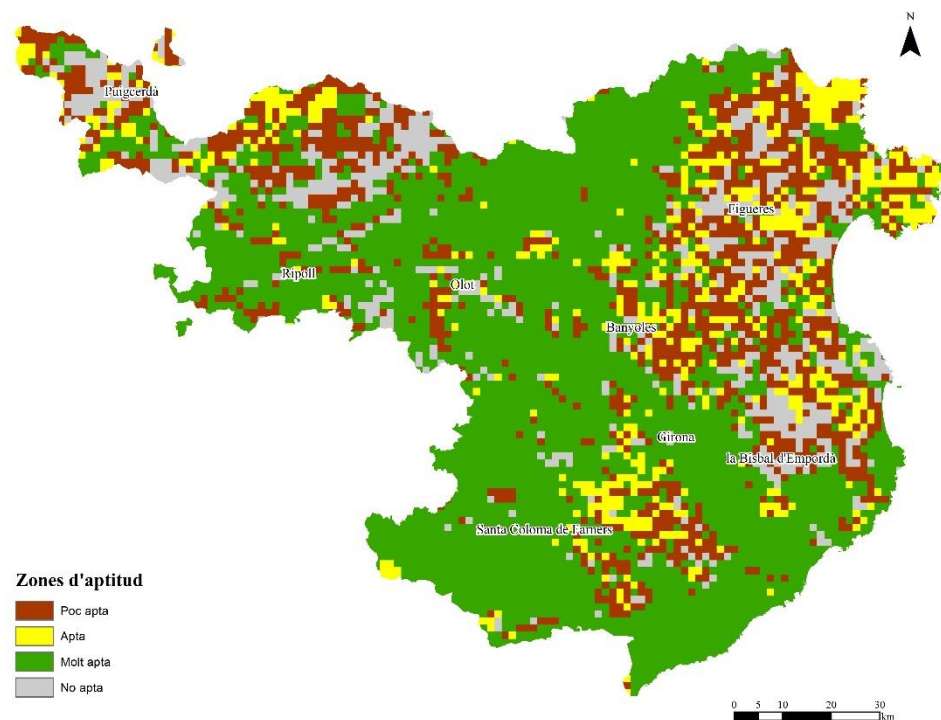 N
Puigcerdà
Figueres
Ripoll
Olot
Banyoles
Girona
la Bisbal d'Empordà
Santa Coloma de Farners
Zones d'aptitud
Poc apta
Apta
Molt apta
No apta
0 5 10 20 30
km